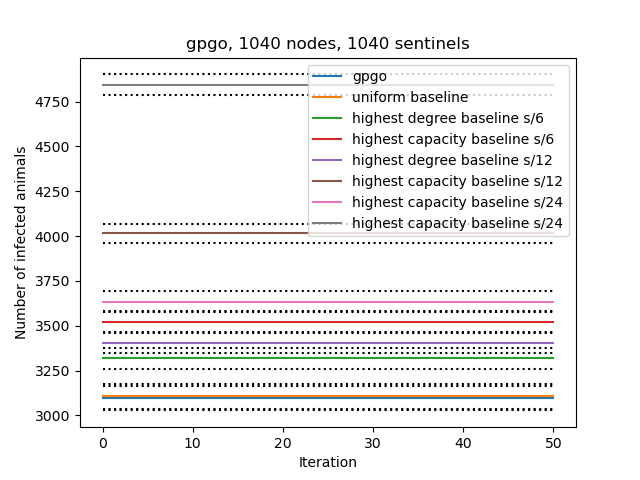 gpgo, 1040 nodes, 1040 sentinels
gpgo
uniform baseline
highest degree baseline s/6
highest capacity baseline s/6
highest degree baseline s/12
highest capacity baseline s/12
highest capacity baseline s/24
highest capacity baseline s/24
Number of infected animals
4750
4500
4250
4000
3750
3500
3250
3000
0 10 20 30 40 50
Iteration